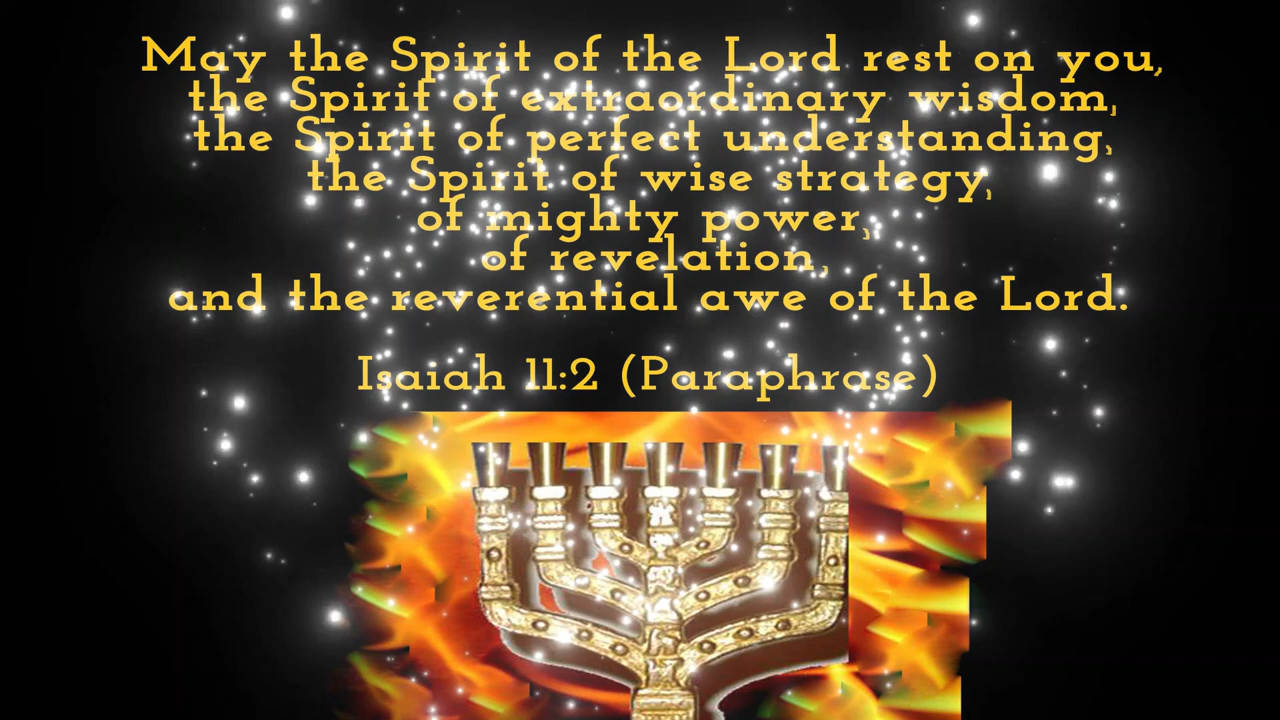 May the Spirit of the Lord rest on you,
the Spirit of extraordinary wisdom,
the Spirit of perfect understanding,
the Spirit of wise strategy,
of mighty power,
of revelation,
and the reverential awe of the Lord.
Isaiah 11:2 (Paraphrase)